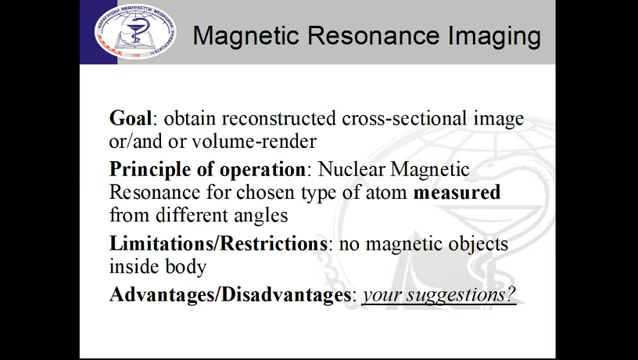 Magnetic Resonance Imaging
Goal: obtain reconstructed cross-sectional image
or/and or volume-render
Principle of operation: Nuclear Magnetic
Resonance for chosen type of atom measured
from different angles
Limitations/Restrictions: no magnetic objects
inside body
Advantages/Disadvantages: your suggestions?